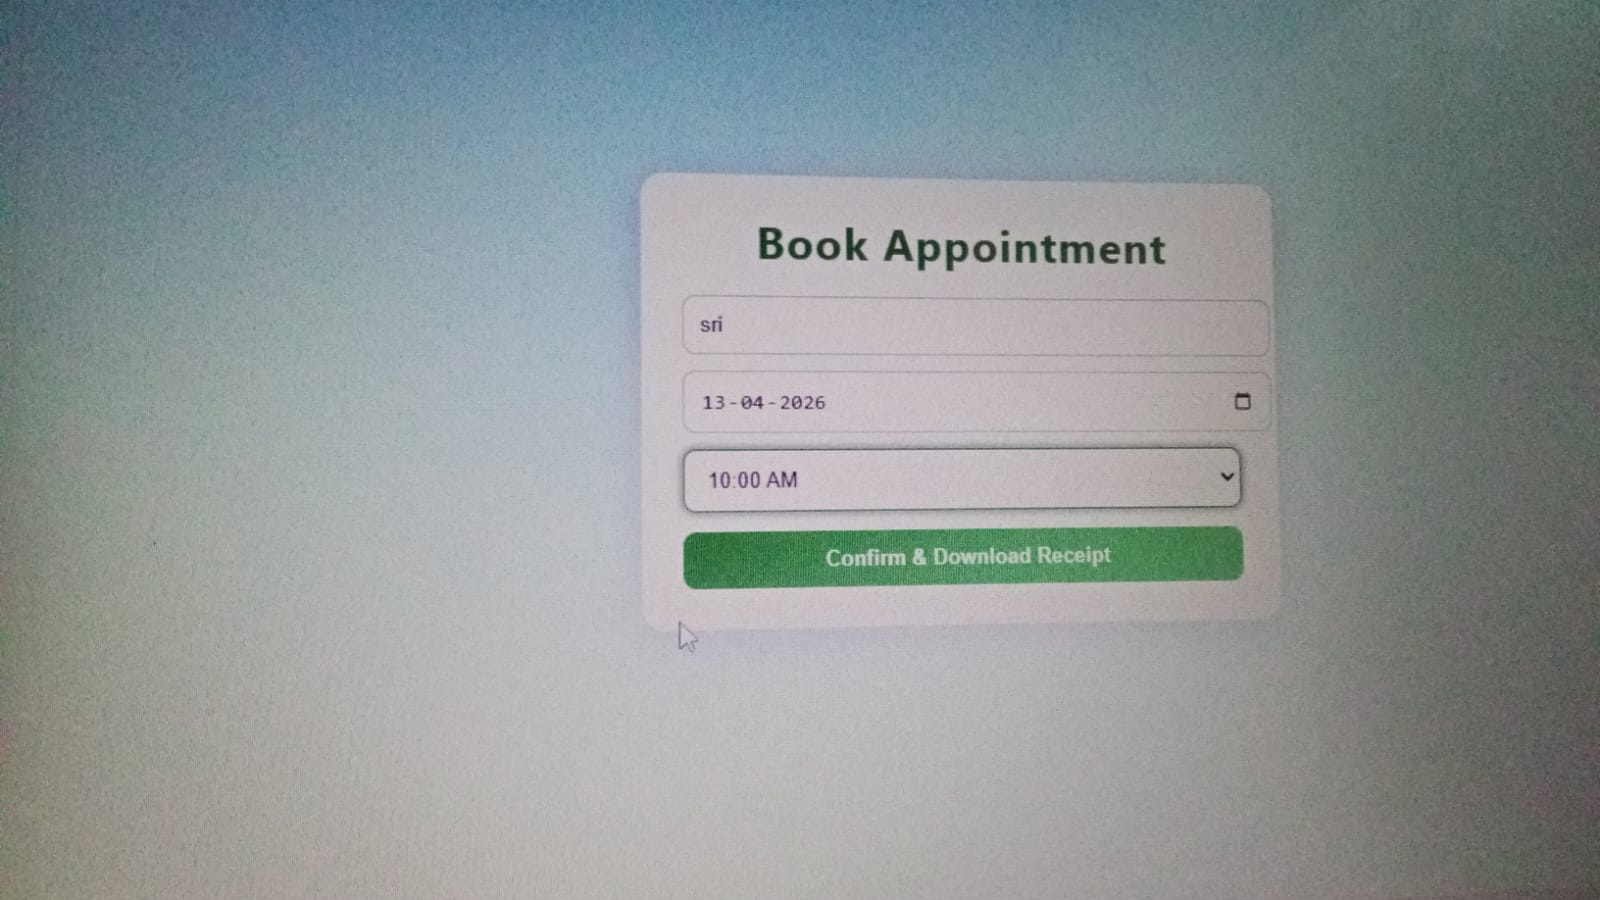 Book Appointment
sri
13-04-2026
10:00 AM
Confirm & Download Receipt